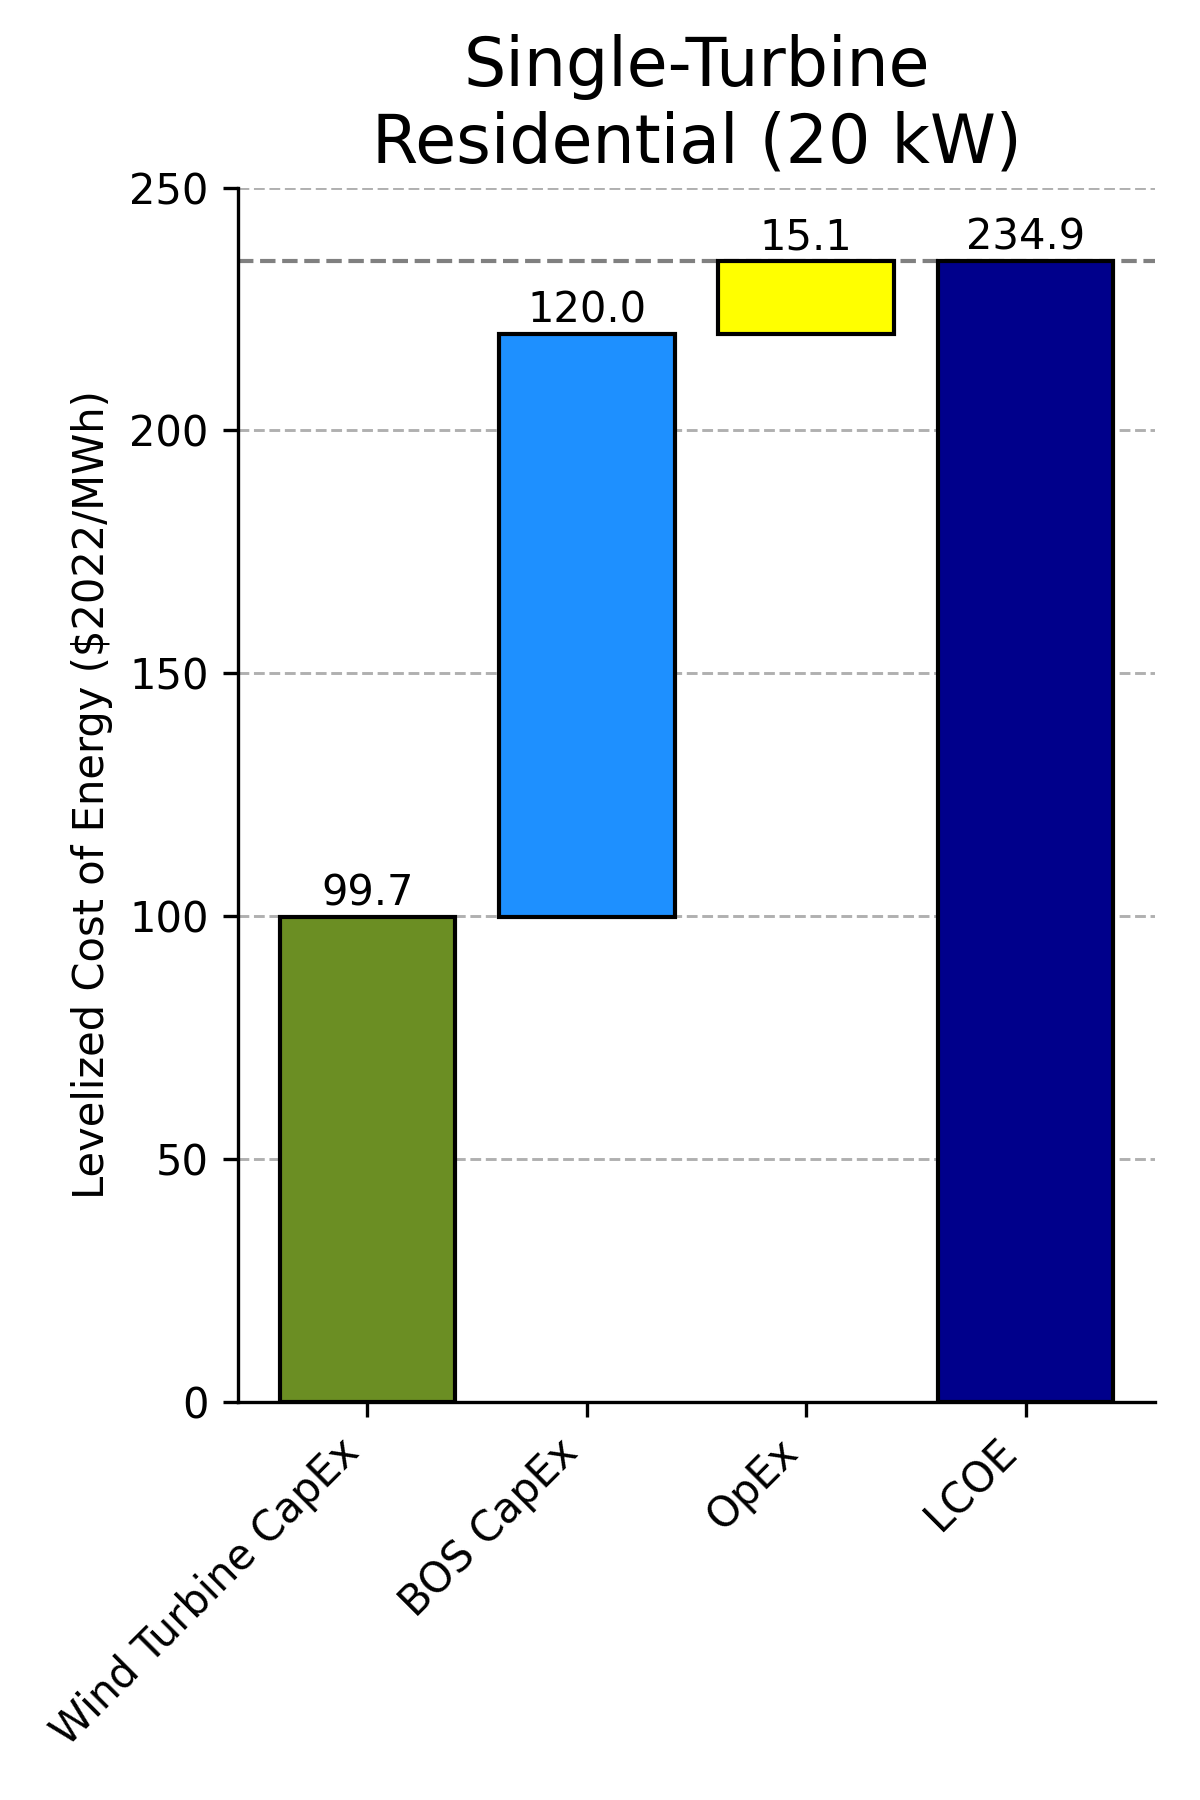 Single-Turbine
Residential (20 kW)
Levelized Cost of Energy ($2022/MWh)
250
200
150
100
50
0
99.7
120.0
15.1
234.9
Wind Turbine CapEx
BOS CapEx
OpEx
LCOE